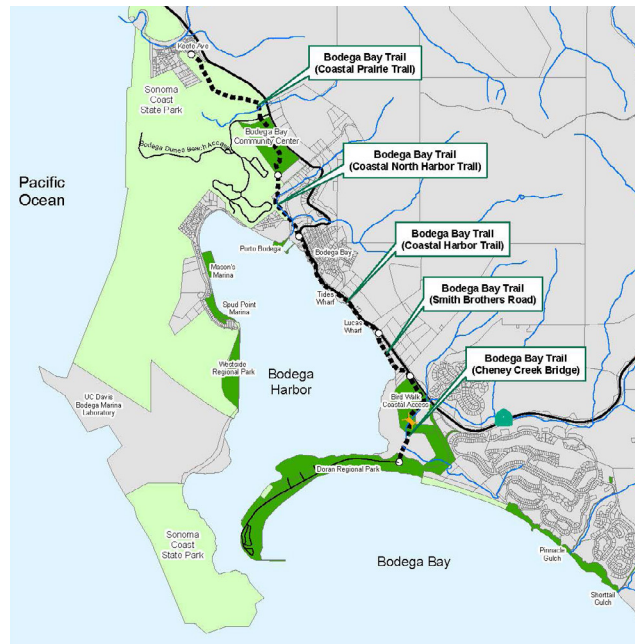 Keefe Ave
Bodega Bay Trail
(Coastal Prairie Trail)
Sonoma
Coast
State Park
Bodega Bay
Community Center
Bodega Dunes Beach Access
Bodega Bay Trail
(Coastal North Harbor Trail)
Pacific
Ocean
Bodega Bay Trail
(Coastal Harbor Trail)
Porto Bodega
Bodega Bay
Mason's
Marina
Tides
Wharf
Bodega Bay Trail
(Smith Brothers Road)
Spud Point
Marina
Lucas
Wharf
Westside
Regional Park
Bodega
Harbor
Bodega Bay Trail
(Cheney Creek Bridge)
UC Davis
Bodega Marine
Laboratory
Bird Walk
Coastal Access
Doran Regional Park
Sonoma
Coast
State Park
Bodega Bay
Pinnacle
Gulch
Shorttail
Gulch